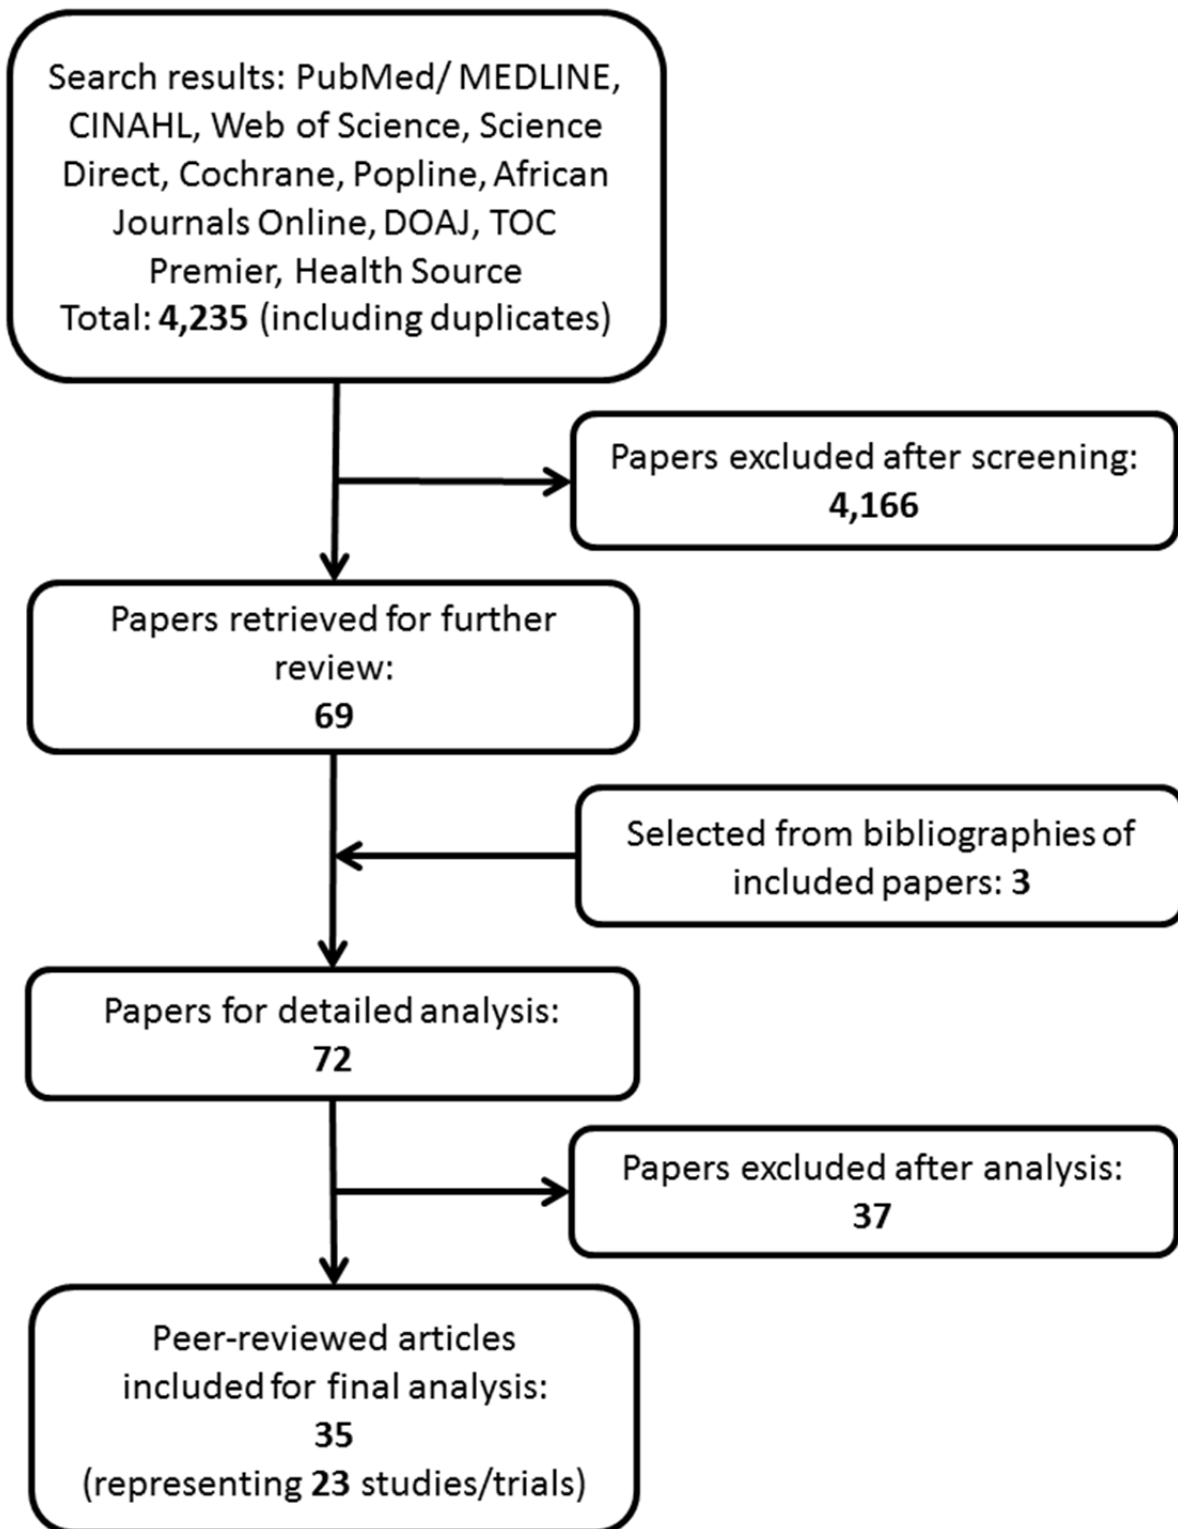 Search results: PubMed/ MEDLINE,
CINAHL, Web of Science, Science
Direct, Cochrane, Popline, African
Journals Online, DOAJ, TOC
Premier, Health Source
Total: 4,235 (including duplicates)
Papers excluded after screening:
4,166
Papers retrieved for further
review:
69
Selected from bibliographies of
included papers: 3
Papers for detailed analysis:
72
Papers excluded after analysis:
37
Peer-reviewed articles
included for final analysis:
35
(representing 23 studies/trials)